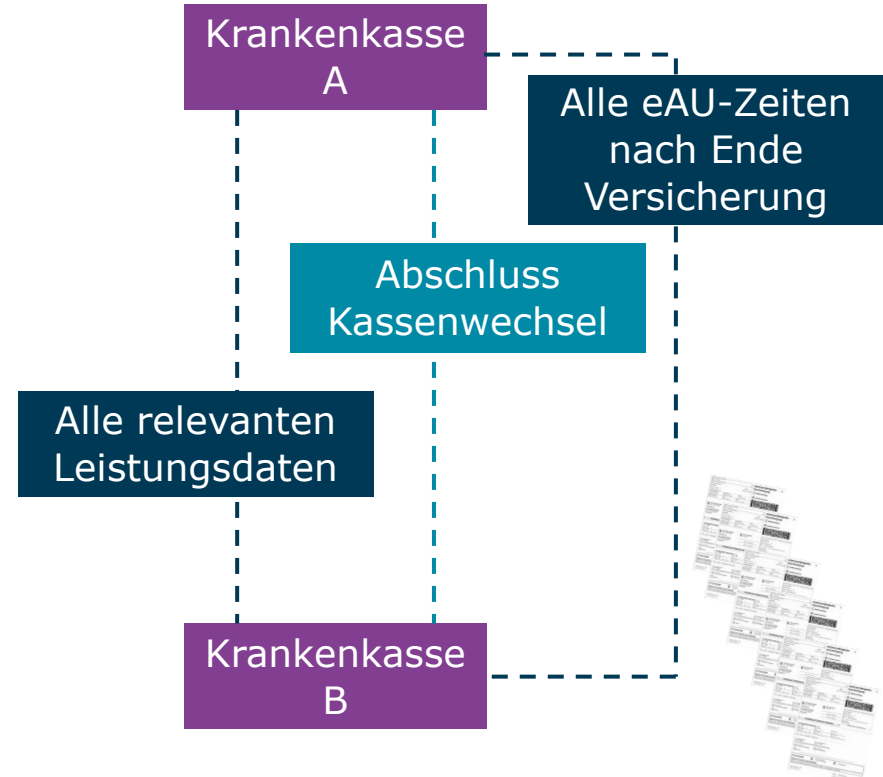 Krankenkasse
A
Alle eAU-Zeiten
nach Ende
Versicherung
Abschluss
Kassenwechsel
Alle relevanten
Leistungsdaten
Krankenkasse
B